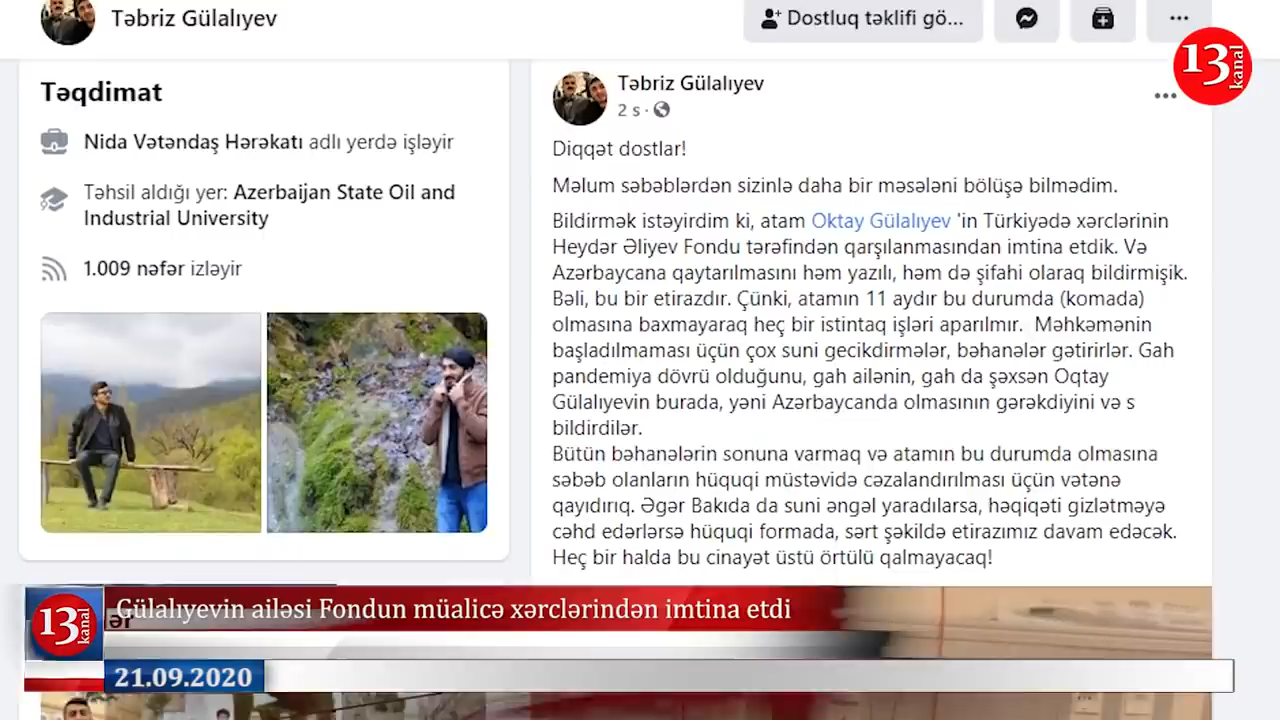 Təbriz Gülalıyev
Dostluq təklifi gö...
13 kanal
Təqdimat
Nida Vətəndaş Hərəkatı adlı yerdə işləyir
Təhsil aldığı yer: Azerbaijan State Oil and
Industrial University
1.009 nəfər izləyir
Təbriz Gülalıyev
2 s ·
Diqqət dostlar!
Məlum səbəblərdən sizinlə daha bir məsələni bölüşə bilmədim.
Bildirmək istəyirdim ki, atam Oktay Gülalıyev 'in Türkiyədə xərclərinin
Heydər Əliyev Fondu tərəfindən qarşılanmasından imtina etdik. Və
Azərbaycana qaytarılmasını həm yazılı, həm də şifahi olaraq bildirmişik.
Bəli, bu bir etirazdır. Çünki, atamın 11 aydır bu durumda (komada)
olmasına baxmayaraq heç bir istintaq işləri aparılmır. Məhkəmənin
başladılmaması üçün çox suni gecikdirmələr, bəhanələr gətirirlər. Gah
pandemiya dövrü olduğunu, gah ailənin, gah da şəxsən Oqtay
Gülalıyevin burada, yəni Azərbaycanda olmasının gərəkdiyini və s
bildirdilər.
Bütün bəhanələrin sonuna varmaq və atamın bu durumda olmasına
səbəb olanların hüquqi müstəvidə cəzalandırılması üçün vətənə
qayıdırıq. Əgər Bakıda da suni əngəl yaradılarsa, həqiqəti gizlətməyə
cəhd edərlərsə hüquqi formada, sərt şəkildə etirazımız davam edəcək.
Heç bir halda bu cinayət üstü örtülü qalmayacaq!
13 kanal
Gülalıyevin ailəsi Fondun müalicə xərclərindən imtina etdi
21.09.2020